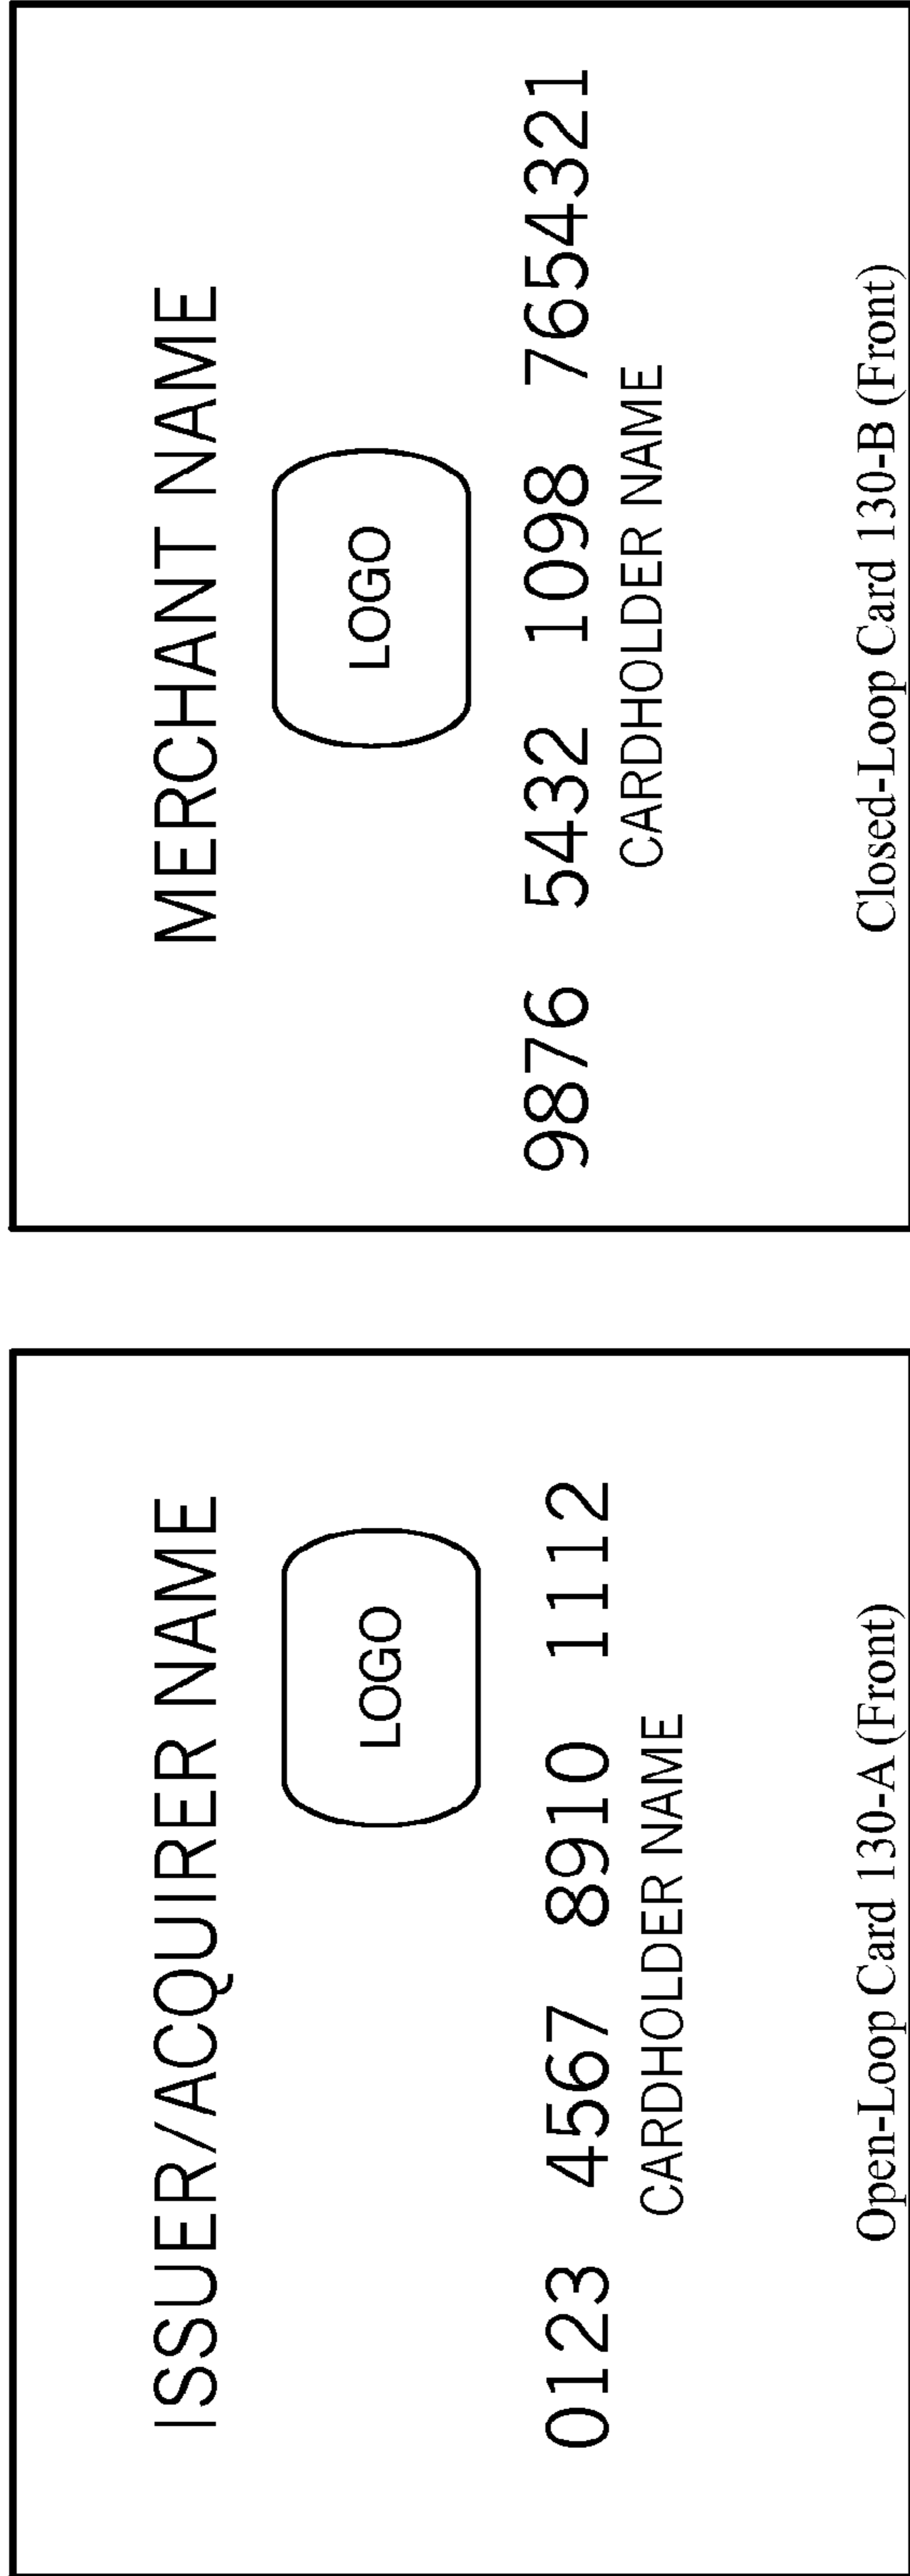 ISSUER/ACQUIRER NAME
LOGO
0123 4567 8910 1112
CARDHOLDER NAME
Open-Loop Card 130-A (Front)
MERCHANT NAME
LOGO
9876 5432 1098 7654321
CARDHOLDER NAME
Closed-Loop Card 130-B (Front)